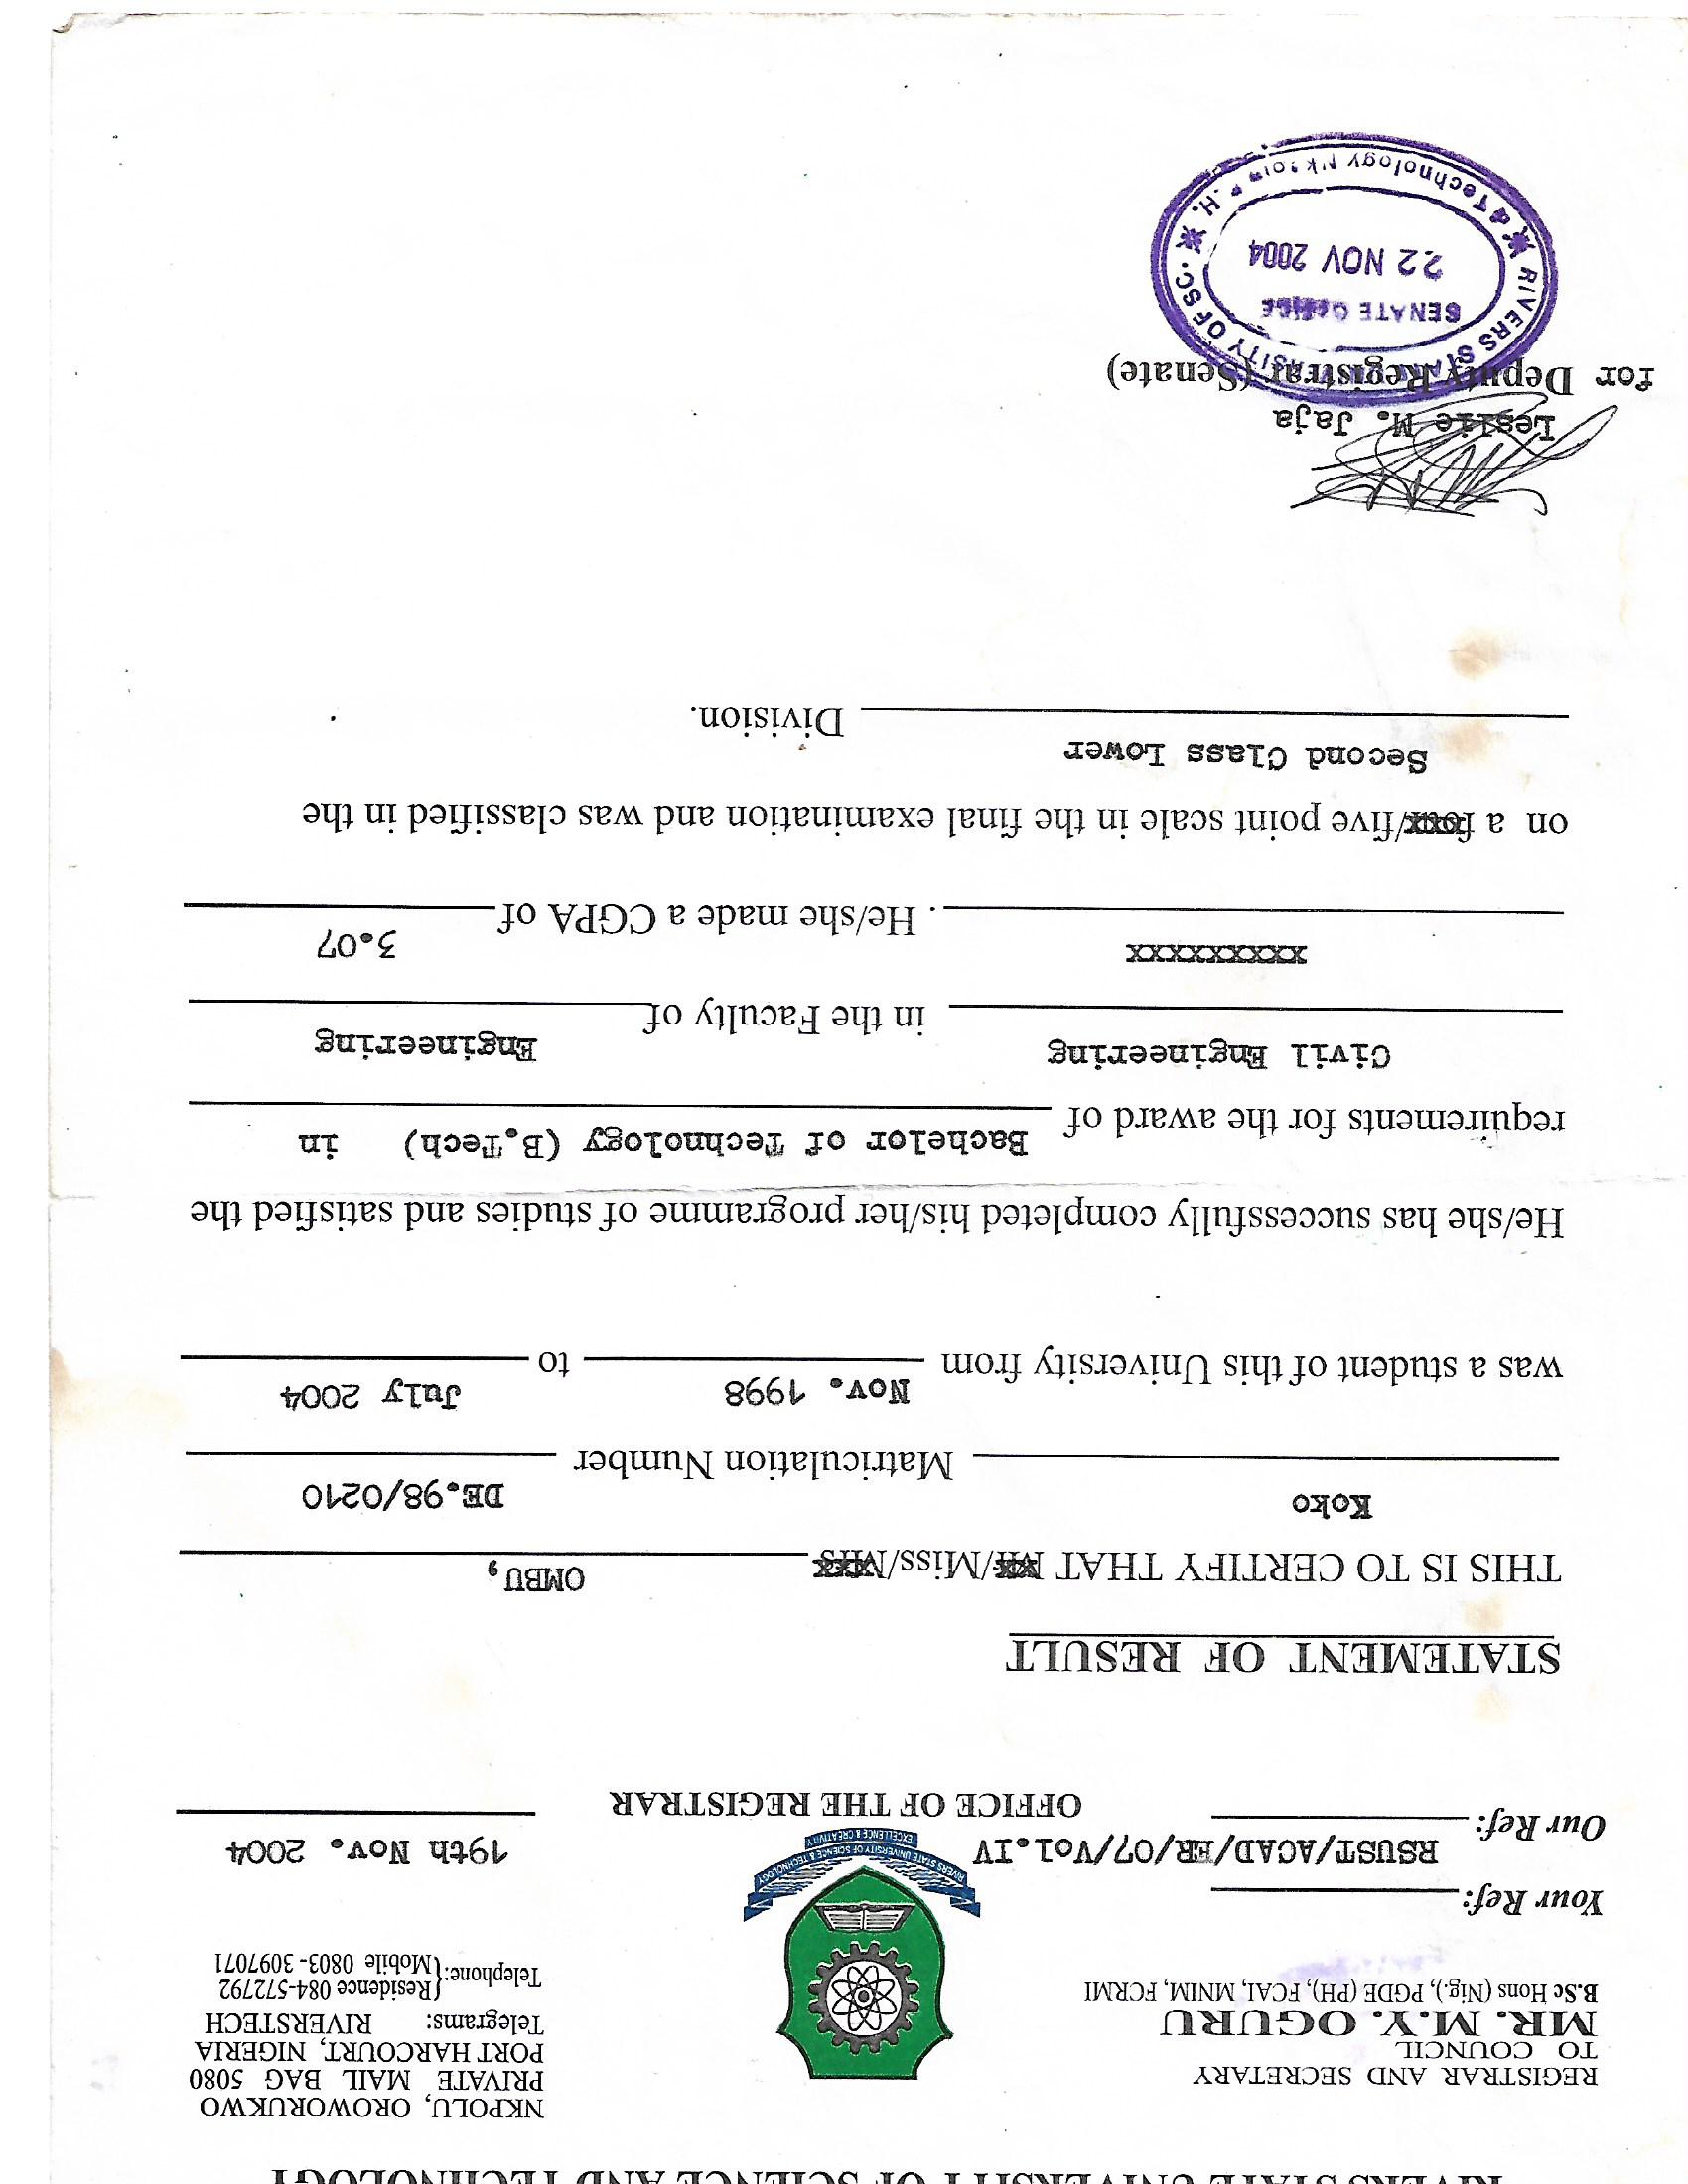 RIVERS STATE UNIVERSITY OF SCIENCE AND TECHNOLOGY
NKPOLU, OROWORUKWO
PRIVATE MAIL BAG 5080
PORT HARCOURT, NIGERIA
Telegrams: RIVERSTECH
Telephone: {Residence 084-572792
Mobile 0803-3097071
REGISTRAR AND SECRETARY
TO COUNCIL
MR. M.Y. OGURU
B.Sc Hons (Nig.), PGDE (PH), FCAI, MNIM, FCRMI
Your Ref:
Our Ref: RSUST/ACAD/ER/07/Vol.IV
RIVERS STATE UNIVERSITY OF SCIENCE & TECHNOLOGY
EXCELLENCE & CREATIVITY
OFFICE OF THE REGISTRAR
19th Nov. 2004
STATEMENT OF RESULT
THIS IS TO CERTIFY THAT Mr/Miss/Mrs OMBU,
Koko Matriculation Number DE.98/0210
was a student of this University from Nov. 1998 to July 2004
He/she has successfully completed his/her programme of studies and satisfied the
requirements for the award of Bachelor of Technology (B.Tech) in
Civil Engineering in the Faculty of Engineering
xxxxxxxxxx . He/she made a CGPA of 3.07
on a four/five point scale in the final examination and was classified in the
Second Class Lower Division.
Leslie M. Jaja
for Deputy Registrar (Senate)
RIVERS STATE UNIVERSITY OF SC.
SENATE OFFICE
22 NOV 2004
& Technology P.H.